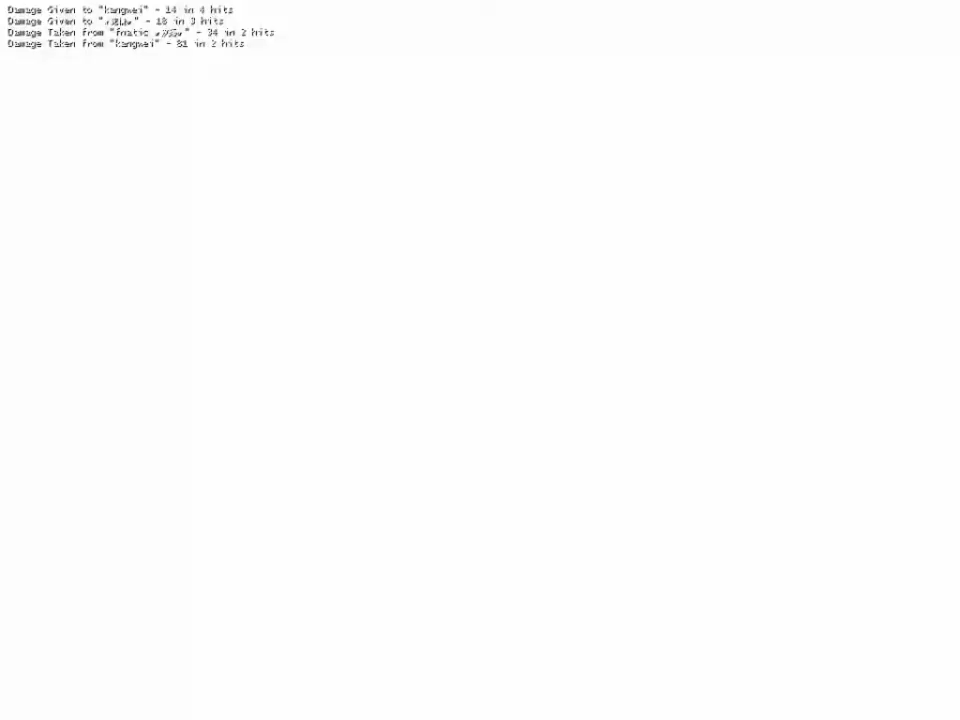 Damage Given to "kangwei" - 14 in 4 hits
Damage Given to " " - 18 in 3 hits
Damage Taken from "fnatic " - 34 in 2 hits
Damage Taken from "kangwei" - 81 in 2 hits